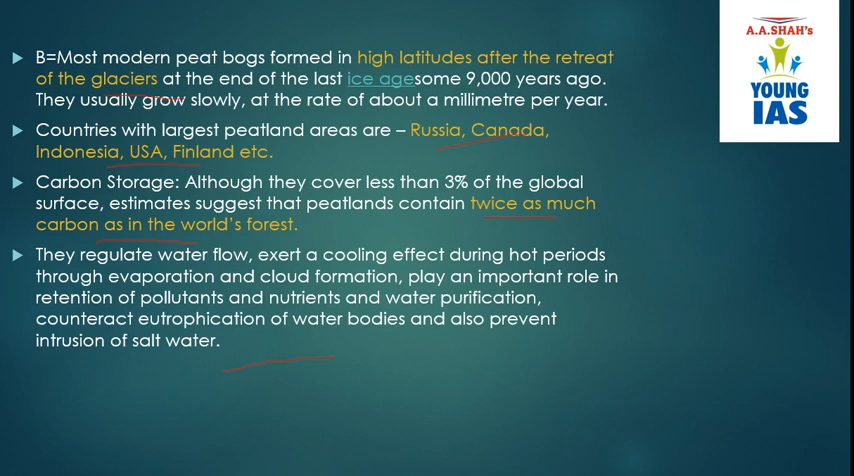 A.A.SHAH's
YOUNG
IAS
B=Most modern peat bogs formed in high latitudes after the retreat
of the glaciers at the end of the last ice agesome 9,000 years ago.
They usually grow slowly, at the rate of about a millimetre per year.
Countries with largest peatland areas are – Russia, Canada,
Indonesia, USA, Finland etc.
Carbon Storage: Although they cover less than 3% of the global
surface, estimates suggest that peatlands contain twice as much
carbon as in the world's forest.
They regulate water flow, exert a cooling effect during hot periods
through evaporation and cloud formation, play an important role in
retention of pollutants and nutrients and water purification,
counteract eutrophication of water bodies and also prevent
intrusion of salt water.